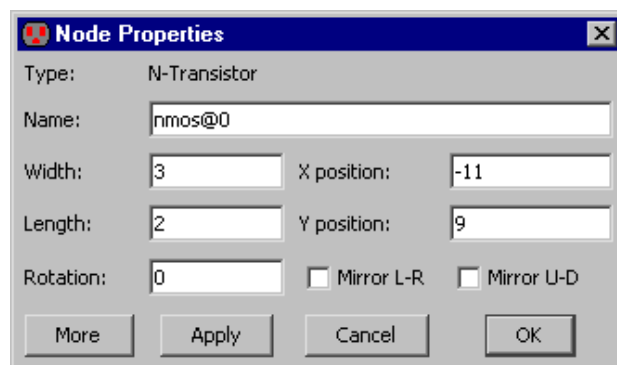 Node Properties
Type: N-Transistor
Name: nmos@0
Width: 3 X position: -11
Length: 2 Y position: 9
Rotation: 0 Mirror L-R Mirror U-D
More Apply Cancel OK